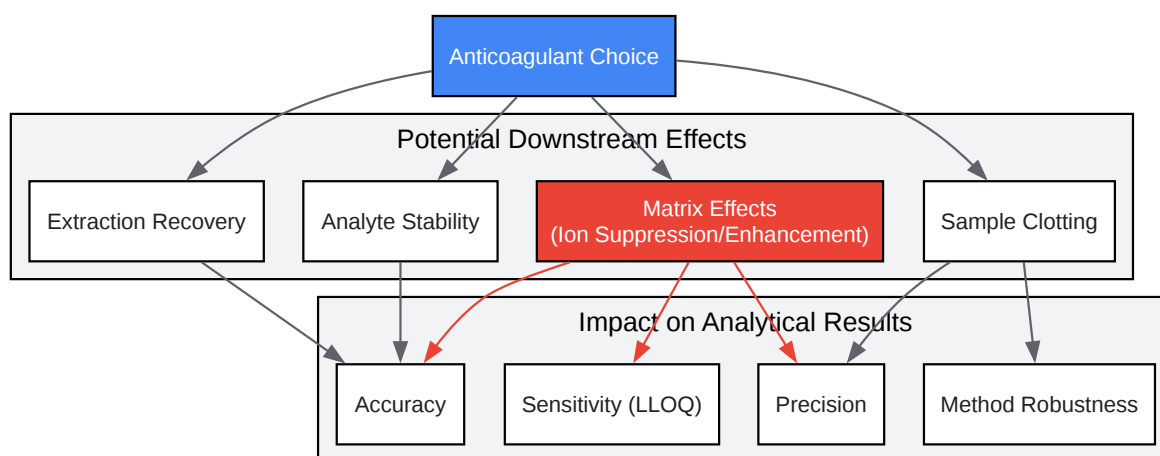 Anticoagulant Choice
Potential Downstream Effects
Extraction Recovery
Analyte Stability
Matrix Effects
(Ion Suppression/Enhancement)
Sample Clotting
Impact on Analytical Results
Accuracy
Sensitivity (LLOQ)
Precision
Method Robustness